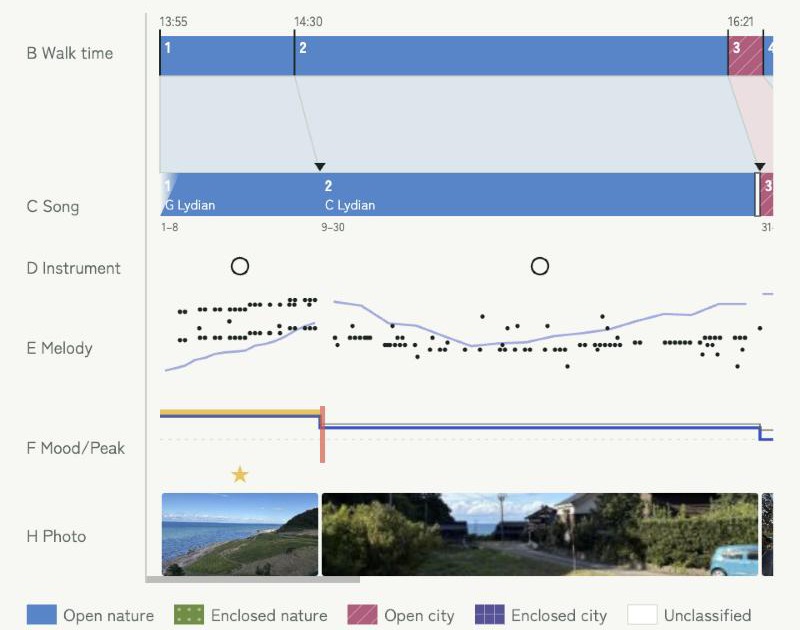 13:55 14:30 16:21
B Walk time
1 2 3 4
C Song
1 2 3
G Lydian C Lydian
1–8 9–30 31-
D Instrument
E Melody
F Mood/Peak
H Photo
Open nature Enclosed nature Open city Enclosed city Unclassified